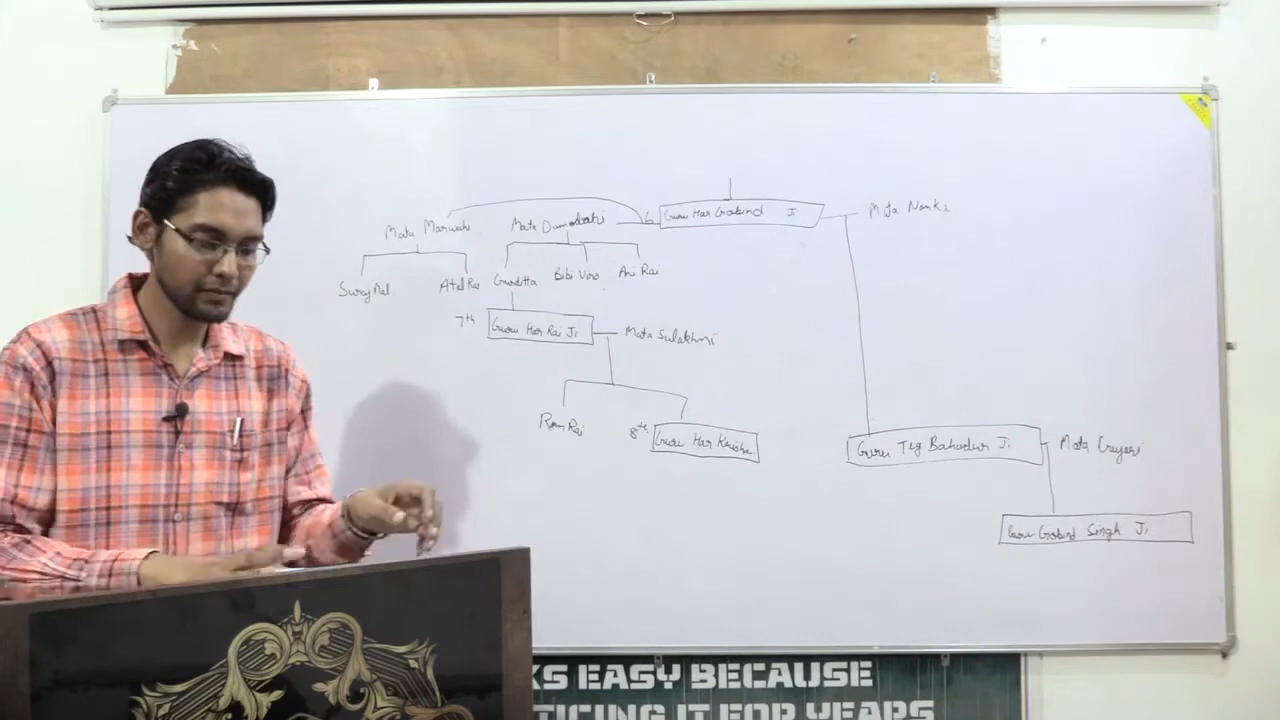 Mata Marwahi
Mata Damodari
6
Guru Har Gobind Ji
Mata Nanki
Suraj Mal
Atal Rai
Gurditta
Bibi Viro
Ani Rai
7th
Guru Har Rai Ji
Mata Sulakhni
Ram Rai
8th
Guru Har Krishn
Guru Teg Bahadur Ji
Mata Gujari
Guru Gobind Singh Ji
KS EASY BECAUSE
TICING IT FOR YEARS